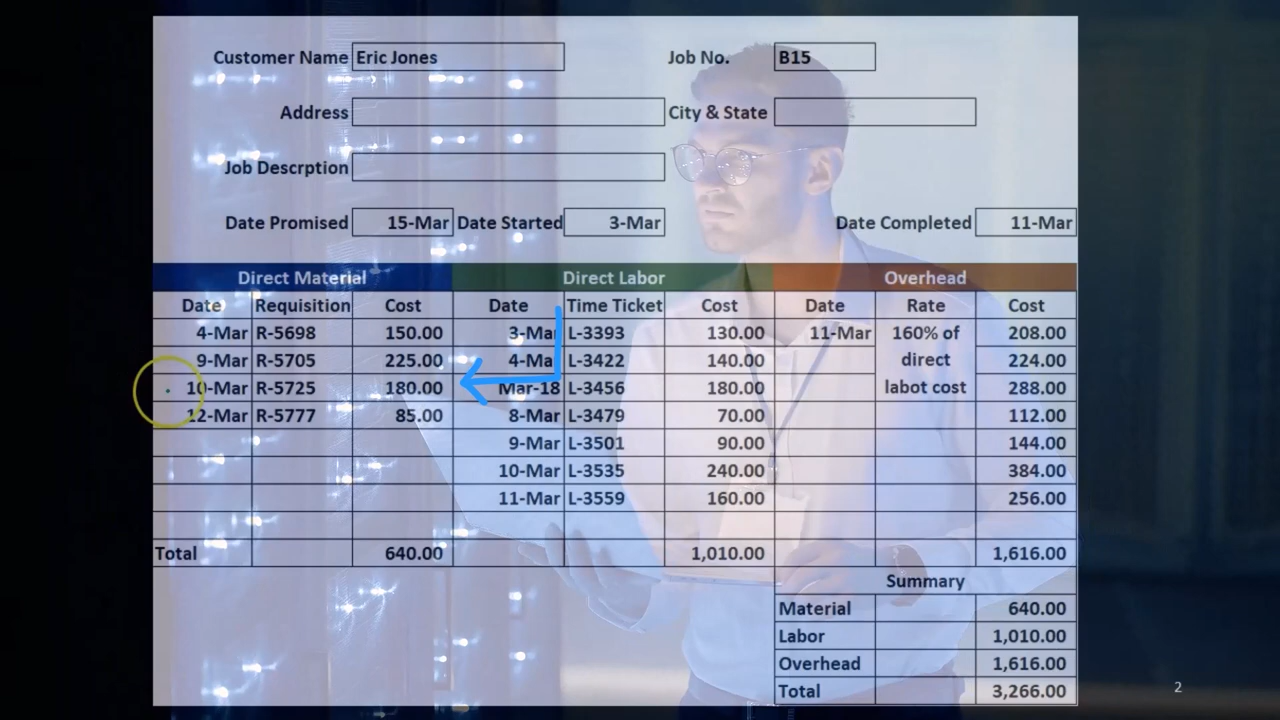 Customer Name Eric Jones Job No. B15
Address City & State
Job Descrption
Date Promised 15-Mar Date Started 3-Mar Date Completed 11-Mar
Direct Material Direct Labor Overhead
Date Requisition Cost Date Time Ticket Cost Date Rate Cost
4-Mar R-5698 150.00 3-Mar L-3393 130.00 11-Mar 160% of 208.00
9-Mar R-5705 225.00 4-Mar L-3422 140.00 direct 224.00
10-Mar R-5725 180.00 Mar-18 L-3456 180.00 labot cost 288.00
12-Mar R-5777 85.00 8-Mar L-3479 70.00 112.00
9-Mar L-3501 90.00 144.00
10-Mar L-3535 240.00 384.00
11-Mar L-3559 160.00 256.00
Total 640.00 1,010.00 1,616.00
Summary
Material 640.00
Labor 1,010.00
Overhead 1,616.00
Total 3,266.00
2